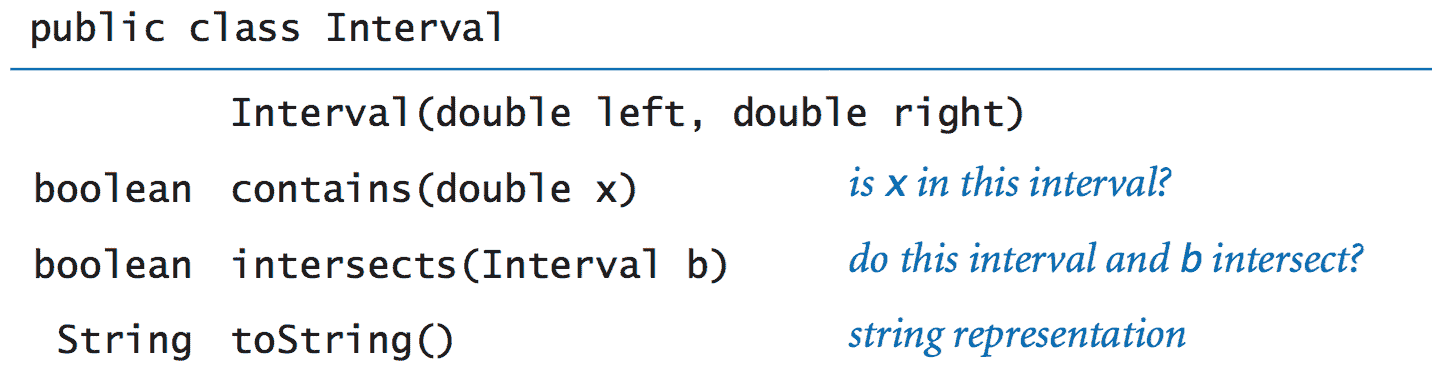 public class Interval
Interval(double left, double right)
boolean contains(double x) is x in this interval?
boolean intersects(Interval b) do this interval and b intersect?
String toString() string representation